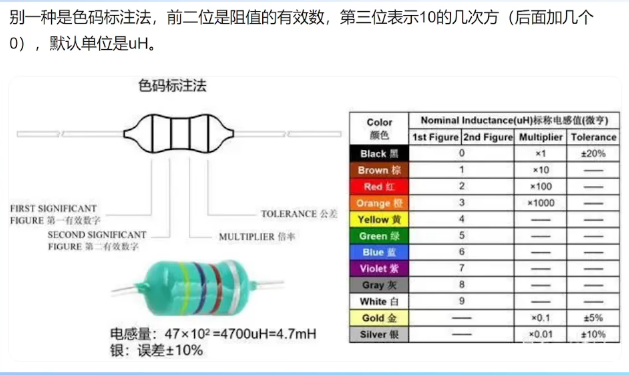 别一种是色码标注法，前二位是阻值的有效数，第三位表示10的几次方（后面加几个
0），默认单位是uH。
色码标注法
FIRST SIGNIFICANT
FIGURE 第一有效数字
SECOND SIGNIFICANT
FIGURE 第二有效数字
TOLERANCE 公差
MULTIPLIER 倍率
电感量：47×10²=4700uH=4.7mH
银：误差±10%
Color 颜色 Nominal Inductance(uH)标称电感值(微亨)
1st Figure 2nd Figure Multiplier Tolerance
Black 黑 0 ×1 ±20%
Brown 棕 1 ×10 ——
Red 红 2 ×100 ——
Orange 橙 3 ×1000 ——
Yellow 黄 4 —— ——
Green 绿 5 —— ——
Blue 蓝 6 —— ——
Violet 紫 7 —— ——
Gray 灰 8 —— ——
White 白 9 —— ——
Gold 金 —— ×0.1 ±5%
Silver 银 —— ×0.01 ±10%